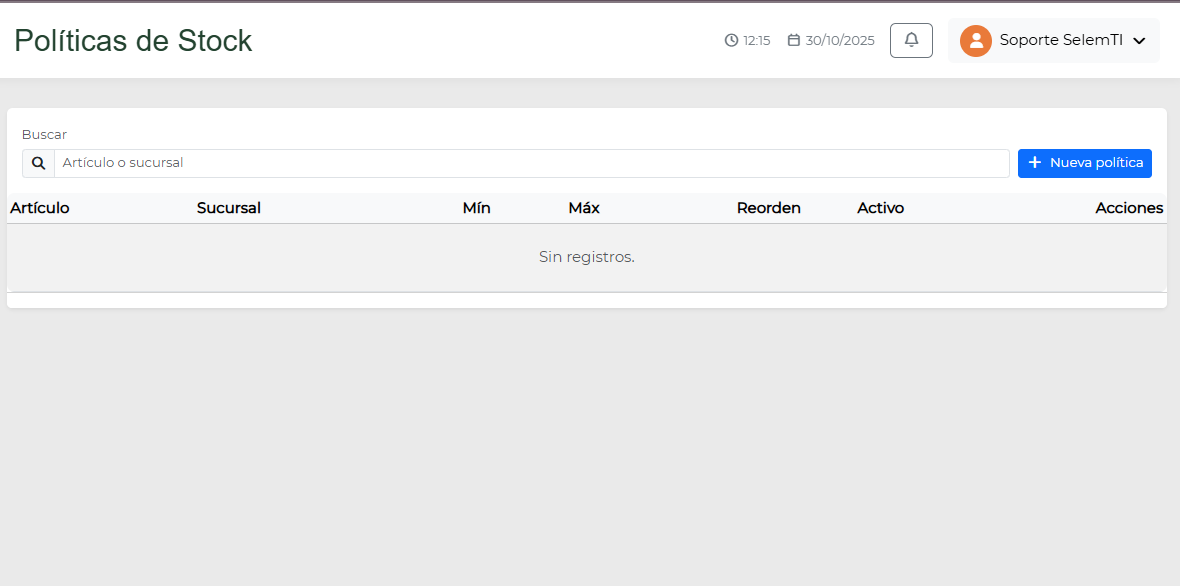 Políticas de Stock
12:15
30/10/2025
Soporte SelemTI
Buscar
Artículo o sucursal
Nueva política
Artículo Sucursal Mín Máx Reorden Activo Acciones
Sin registros.